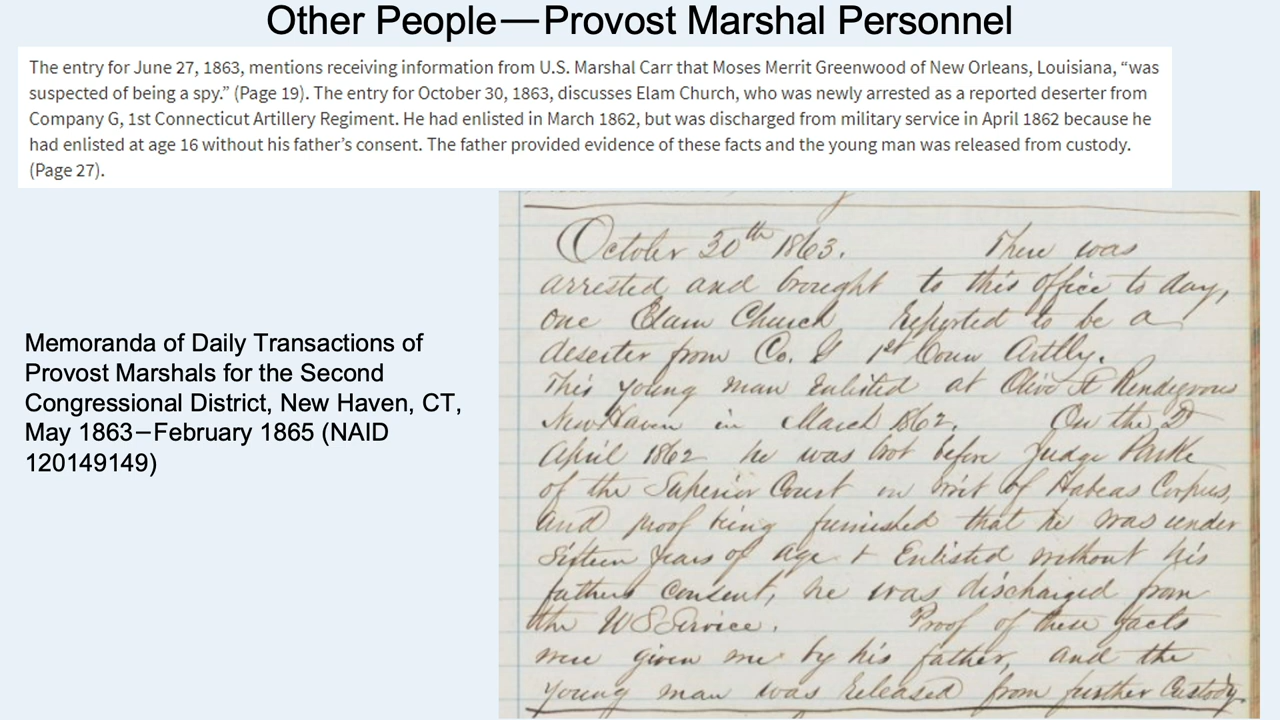 Other People—Provost Marshal Personnel
The entry for June 27, 1863, mentions receiving information from U.S. Marshal Carr that Moses Merrit Greenwood of New Orleans, Louisiana, “was
suspected of being a spy.” (Page 19). The entry for October 30, 1863, discusses Elam Church, who was newly arrested as a reported deserter from
Company G, 1st Connecticut Artillery Regiment. He had enlisted in March 1862, but was discharged from military service in April 1862 because he
had enlisted at age 16 without his father’s consent. The father provided evidence of these facts and the young man was released from custody.
(Page 27).
Memoranda of Daily Transactions of
Provost Marshals for the Second
Congressional District, New Haven, CT,
May 1863–February 1865 (NAID
120149149)
October 30th 1863. There was
arrested and brought to this office to day,
one Elam Church reported to be a
deserter from Co. G 1st Conn Artlly.
This young man enlisted at Olive St Rendezvous
New Haven in March 1862. On the
April 1862 he was brot before Judge
of the Superior Court on writ of Habeas Corpus,
and proof being furnished that he was under
sixteen years of age & Enlisted without his
fathers consent, he was discharged from
the US Service. Proof of these facts
were given me by his father, and the
young man was released from further custody.